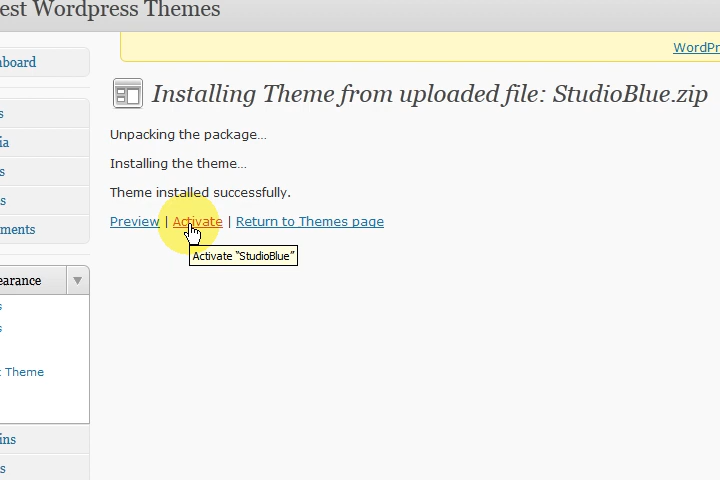 est Wordpress Themes
WordPr
board
Installing Theme from uploaded file: StudioBlue.zip
s
Unpacking the package...
ia
Installing the theme...
s
Theme installed successfully.
s
Preview | Activate | Return to Themes page
ments
Activate "StudioBlue"
earance
s
s
t Theme
ins
s